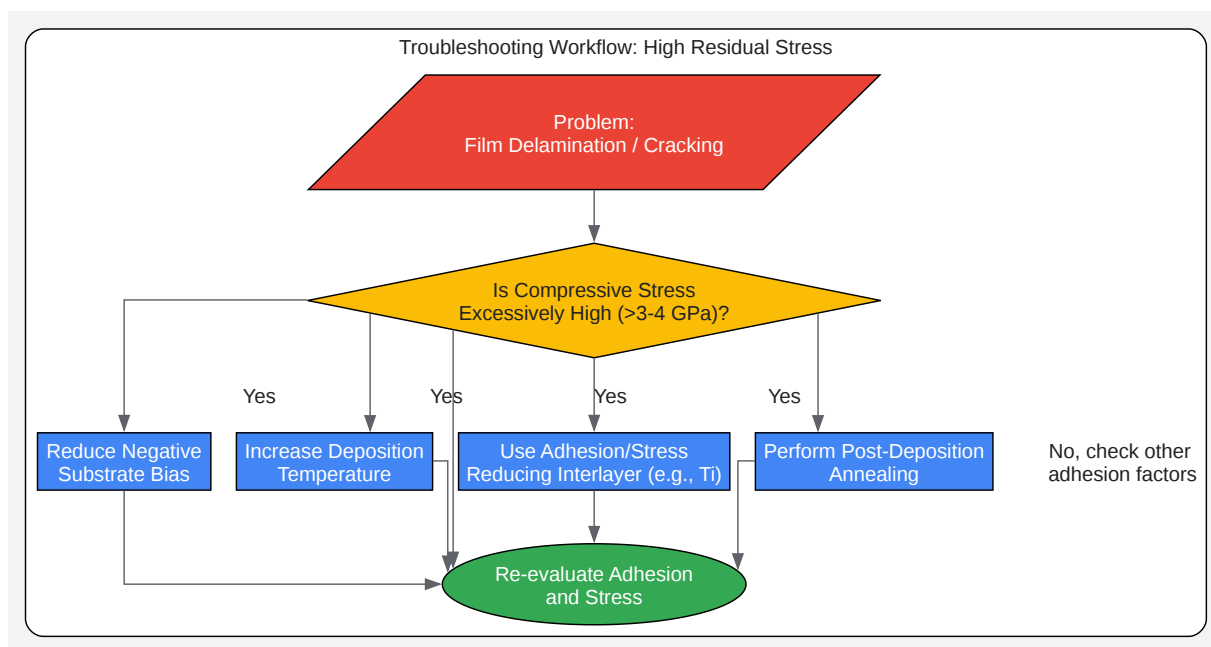 Troubleshooting Workflow: High Residual Stress
Problem:
Film Delamination / Cracking
Is Compressive Stress
Excessively High (>3-4 GPa)?
Yes
Yes
Yes
Yes
Reduce Negative
Substrate Bias
Increase Deposition
Temperature
Use Adhesion/Stress
Reducing Interlayer (e.g., Ti)
Perform Post-Deposition
Annealing
No, check other
adhesion factors
Re-evaluate Adhesion
and Stress